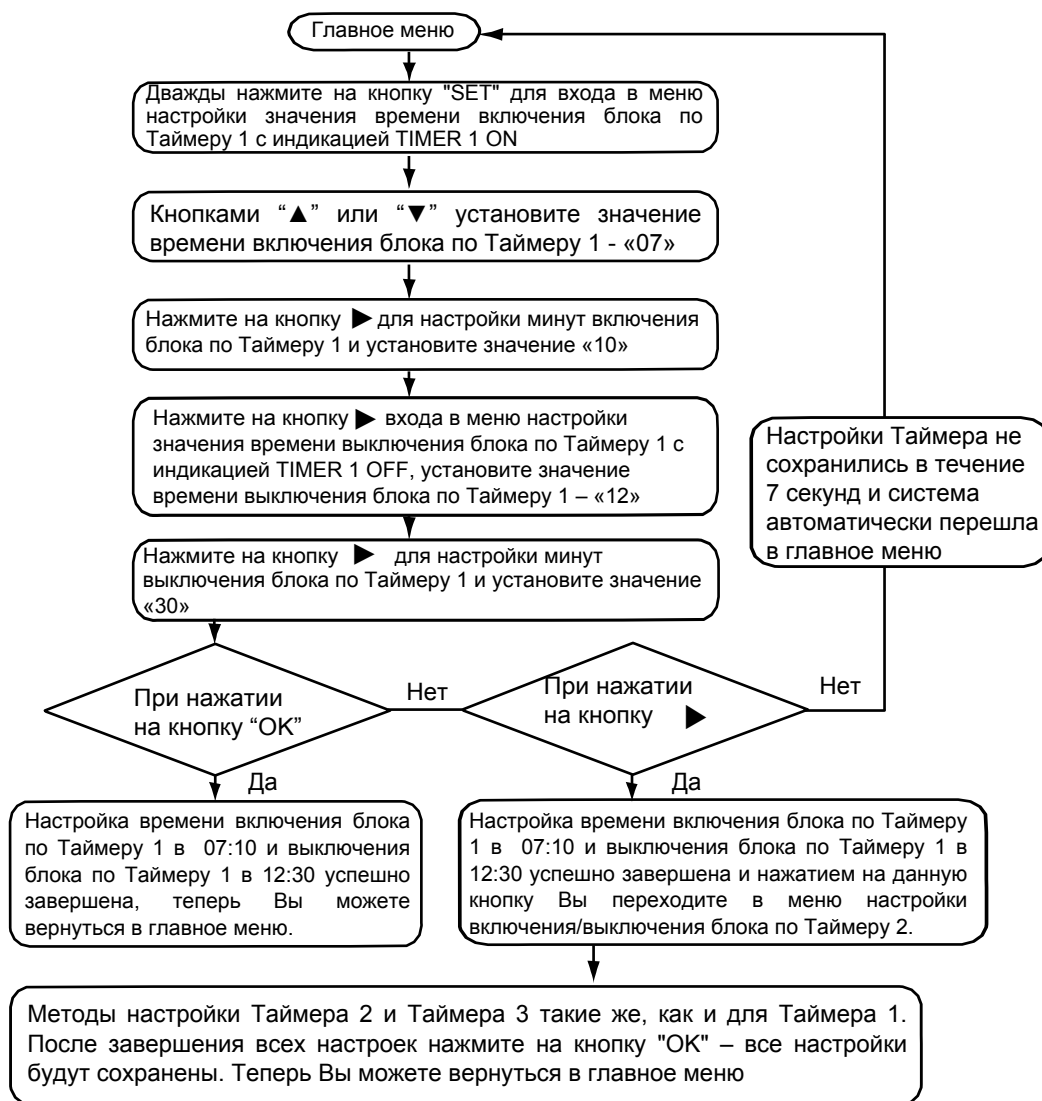 Главное меню
Дважды нажмите на кнопку "SET" для входа в меню
настройки значения времени включения блока по
Таймеру 1 с индикацией TIMER 1 ON
Кнопками “▲” или “▼” установите значение
времени включения блока по Таймеру 1 - «07»
Нажмите на кнопку ▶ для настройки минут включения
блока по Таймеру 1 и установите значение «10»
Нажмите на кнопку ▶ входа в меню настройки
значения времени выключения блока по Таймеру 1 с
индикацией TIMER 1 OFF, установите значение
времени выключения блока по Таймеру 1 – «12»
Нажмите на кнопку ▶ для настройки минут
выключения блока по Таймеру 1 и установите значение
«30»
Настройки Таймера не
сохранились в течение
7 секунд и система
автоматически перешла
в главное меню
При нажатии
на кнопку “OK”
Нет
При нажатии
на кнопку ▶
Нет
Да
Да
Настройка времени включения блока
по Таймеру 1 в 07:10 и выключения
блока по Таймеру 1 в 12:30 успешно
завершена, теперь Вы можете
вернуться в главное меню.
Настройка времени включения блока по Таймеру
1 в 07:10 и выключения блока по Таймеру 1 в
12:30 успешно завершена и нажатием на данную
кнопку Вы переходите в меню настройки
включения/выключения блока по Таймеру 2.
Методы настройки Таймера 2 и Таймера 3 такие же, как и для Таймера 1.
После завершения всех настроек нажмите на кнопку "OK" – все настройки
будут сохранены. Теперь Вы можете вернуться в главное меню